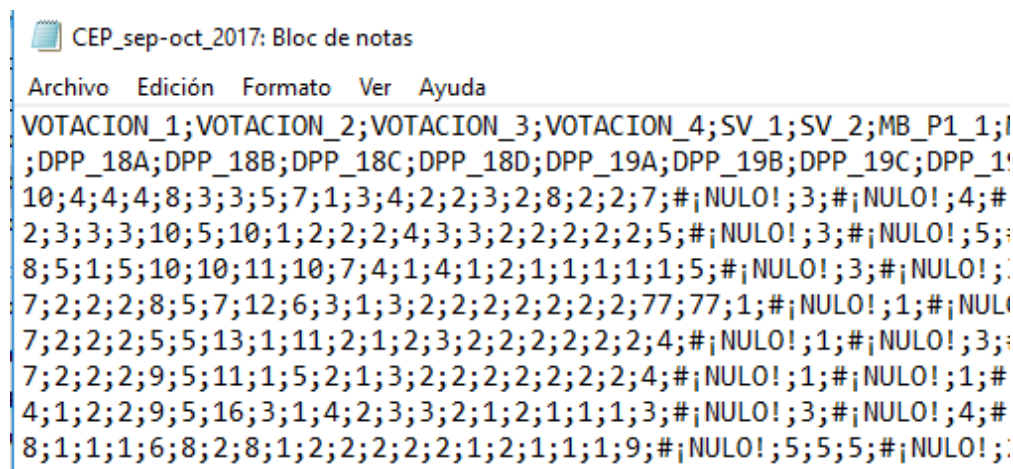 CEP_sep-oct_2017: Bloc de notas
Archivo Edición Formato Ver Ayuda
VOTACION_1;VOTACION_2;VOTACION_3;VOTACION_4;SV_1;SV_2;MB_P1_1;
;DPP_18A;DPP_18B;DPP_18C;DPP_18D;DPP_19A;DPP_19B;DPP_19C;DPP_19
10;4;4;4;8;3;3;5;7;1;3;4;2;2;3;2;8;2;2;7;#¡NULO!;3;#¡NULO!;4;#
2;3;3;3;10;5;10;1;2;2;2;4;3;3;2;2;2;2;2;5;#¡NULO!;3;#¡NULO!;5;
8;5;1;5;10;10;11;10;7;4;1;4;1;2;1;1;1;1;1;5;#¡NULO!;3;#¡NULO!;
7;2;2;2;8;5;7;12;6;3;1;3;2;2;2;2;2;2;2;77;77;1;#¡NULO!;1;#¡NUL
7;2;2;2;5;5;13;1;11;2;1;2;3;2;2;2;2;2;2;4;#¡NULO!;1;#¡NULO!;3;
7;2;2;2;9;5;11;1;5;2;1;3;2;2;2;2;2;2;2;4;#¡NULO!;1;#¡NULO!;1;#
4;1;2;2;9;5;16;3;1;4;2;3;3;2;1;2;1;1;1;3;#¡NULO!;3;#¡NULO!;4;#
8;1;1;1;6;8;2;8;1;2;2;2;2;2;1;2;1;1;1;9;#¡NULO!;5;5;5;#¡NULO!;